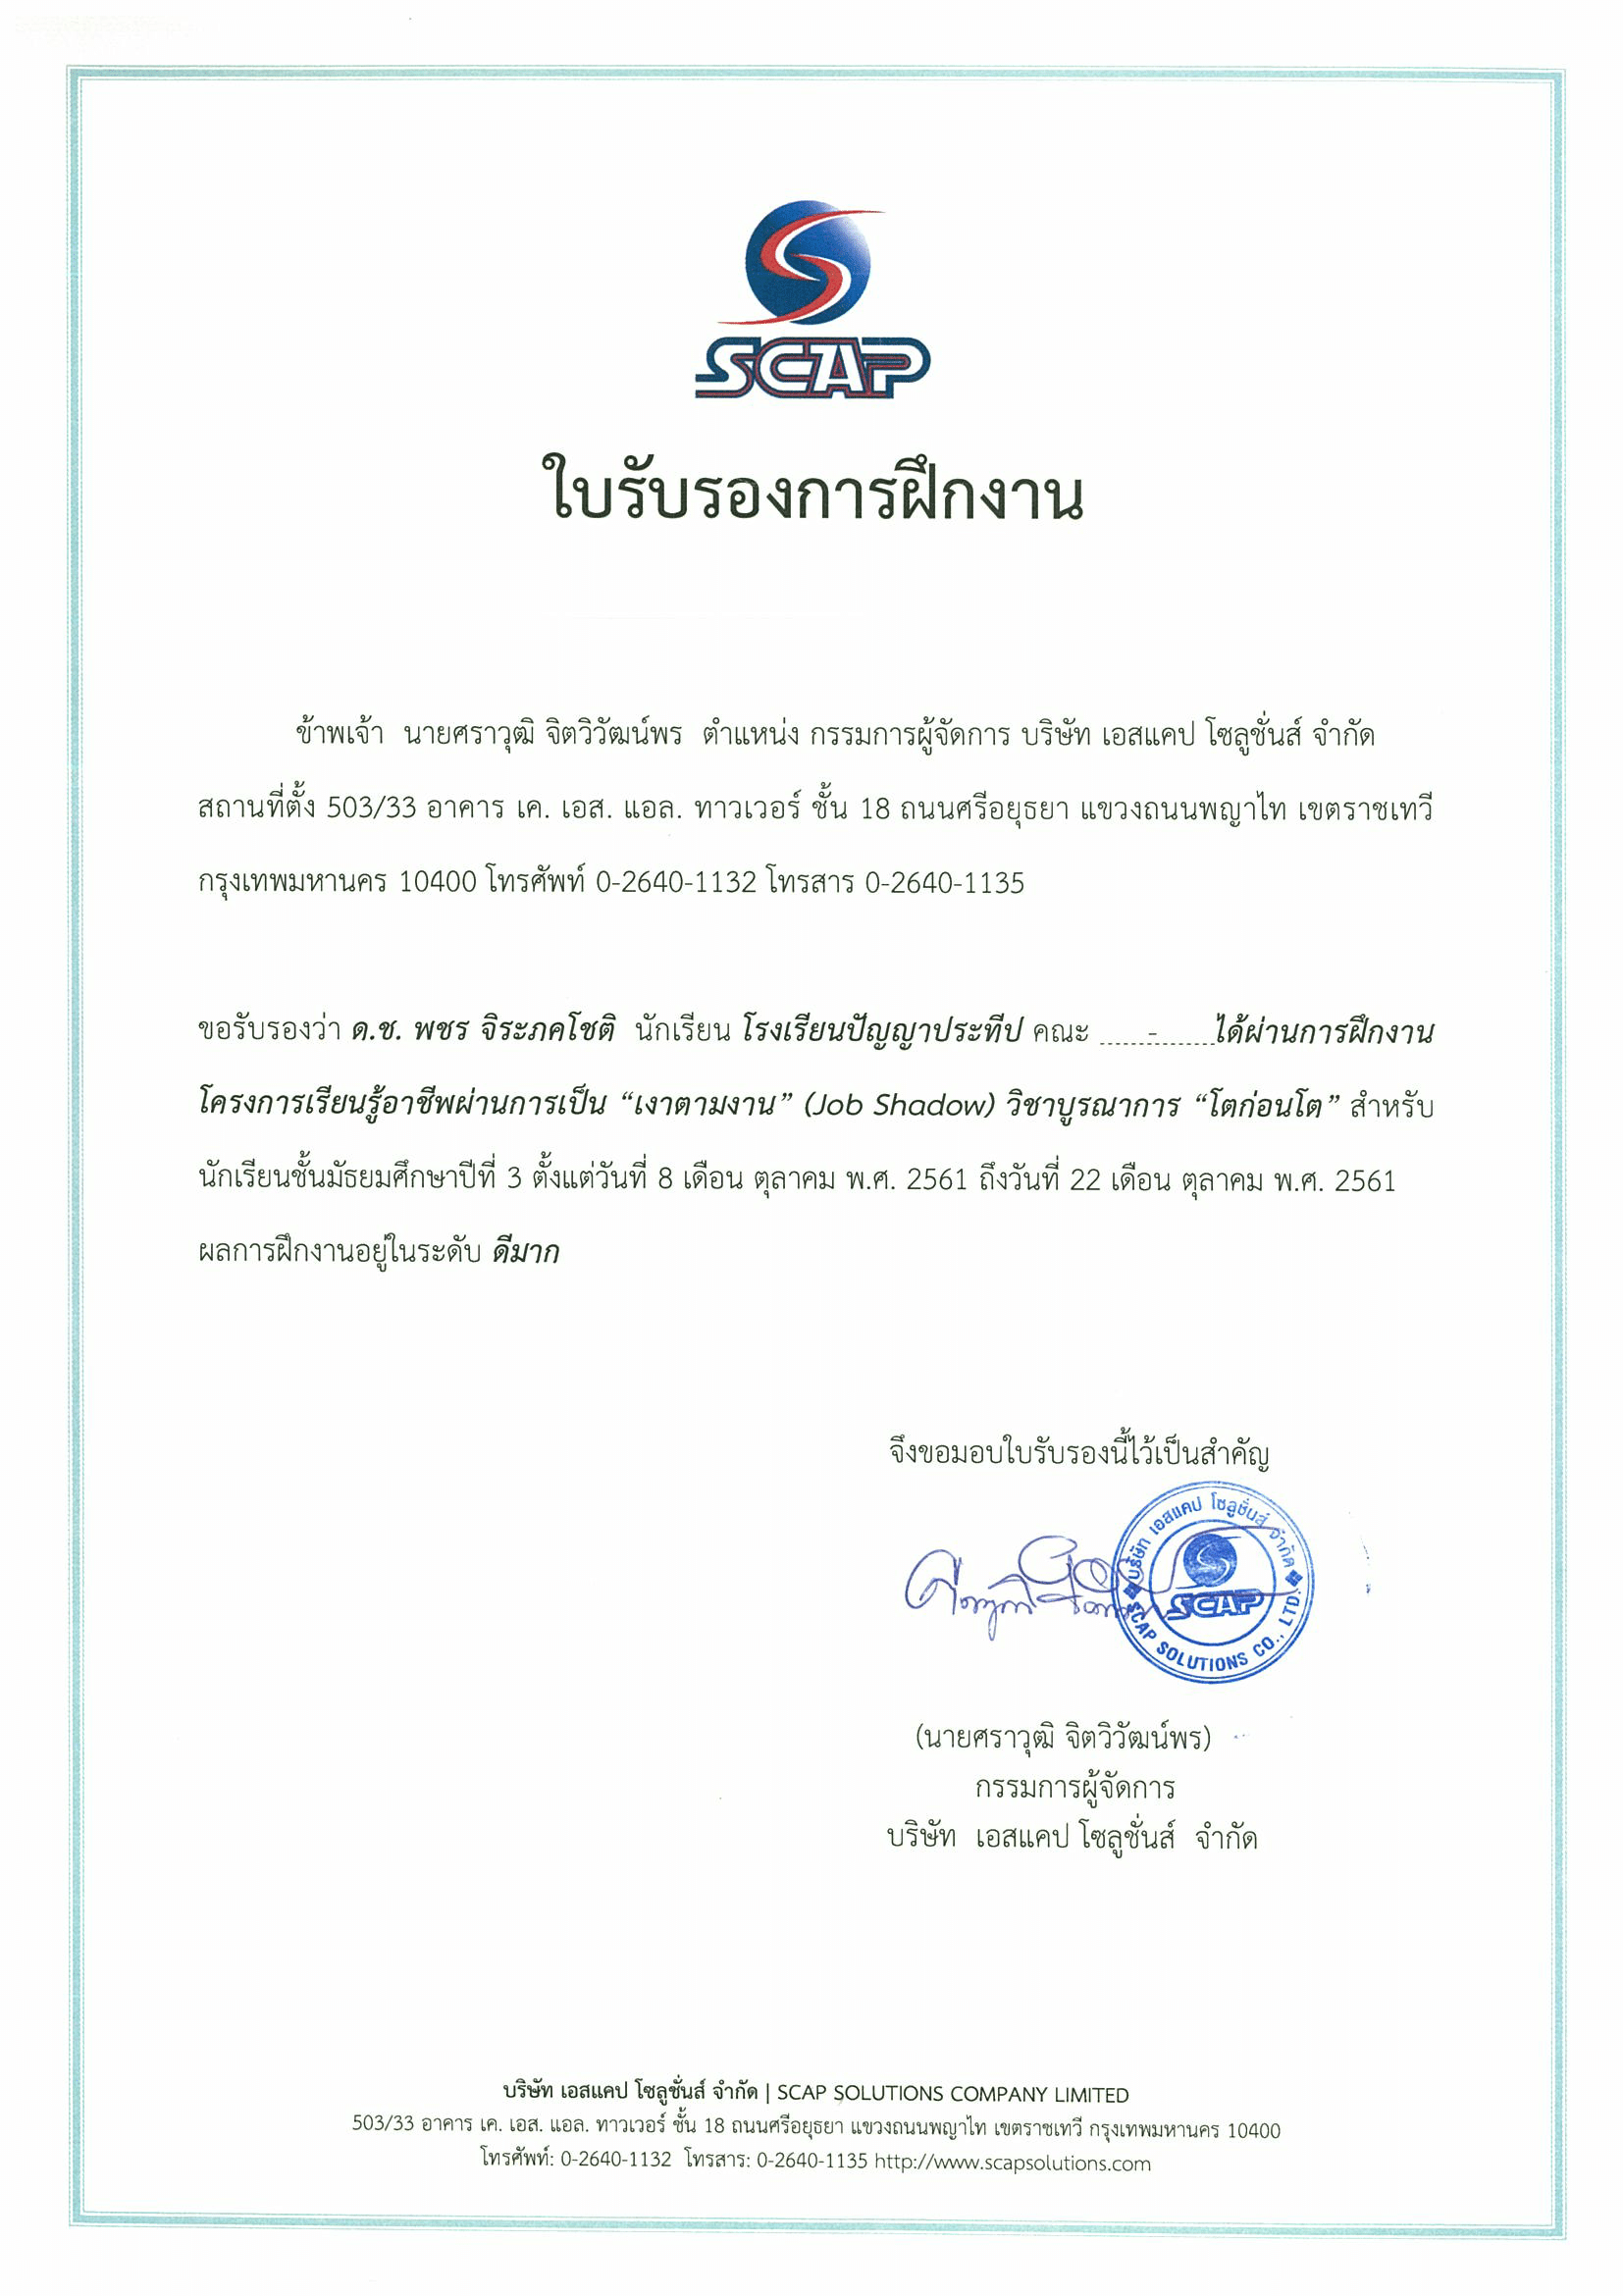 SCAP
ใบรับรองการฝึกงาน
ข้าพเจ้า นายศราวุฒิ จิตวิวัฒน์พร ตำแหน่ง กรรมการผู้จัดการ บริษัท เอสแคป โซลูชั่นส์ จำกัด
สถานที่ตั้ง 503/33 อาคาร เค. เอส. แอล. ทาวเวอร์ ชั้น 18 ถนนศรีอยุธยา แขวงถนนพญาไท เขตราชเทวี
กรุงเทพมหานคร 10400 โทรศัพท์ 0-2640-1132 โทรสาร 0-2640-1135
ขอรับรองว่า ด.ช. พชร จิระภคโชติ นักเรียน โรงเรียนปัญญาประทีป คณะ ......-.........ได้ผ่านการฝึกงาน
โครงการเรียนรู้อาชีพผ่านการเป็น “เงาตามงาน” (Job Shadow) วิชาบูรณาการ “โตก่อนโต” สำหรับ
นักเรียนชั้นมัธยมศึกษาปีที่ 3 ตั้งแต่วันที่ 8 เดือน ตุลาคม พ.ศ. 2561 ถึงวันที่ 22 เดือน ตุลาคม พ.ศ. 2561
ผลการฝึกงานอยู่ในระดับ ดีมาก
จึงขอมอบใบรับรองนี้ไว้เป็นสำคัญ
บริษัท เอสแคป โซลูชั่นส์ จำกัด
SCAP
SCAP SOLUTIONS CO., LTD.
(นายศราวุฒิ จิตวิวัฒน์พร)
กรรมการผู้จัดการ
บริษัท เอสแคป โซลูชั่นส์ จำกัด
บริษัท เอสแคป โซลูชั่นส์ จำกัด | SCAP SOLUTIONS COMPANY LIMITED
503/33 อาคาร เค. เอส. แอล. ทาวเวอร์ ชั้น 18 ถนนศรีอยุธยา แขวงถนนพญาไท เขตราชเทวี กรุงเทพมหานคร 10400
โทรศัพท์: 0-2640-1132 โทรสาร: 0-2640-1135 http://www.scapsolutions.com